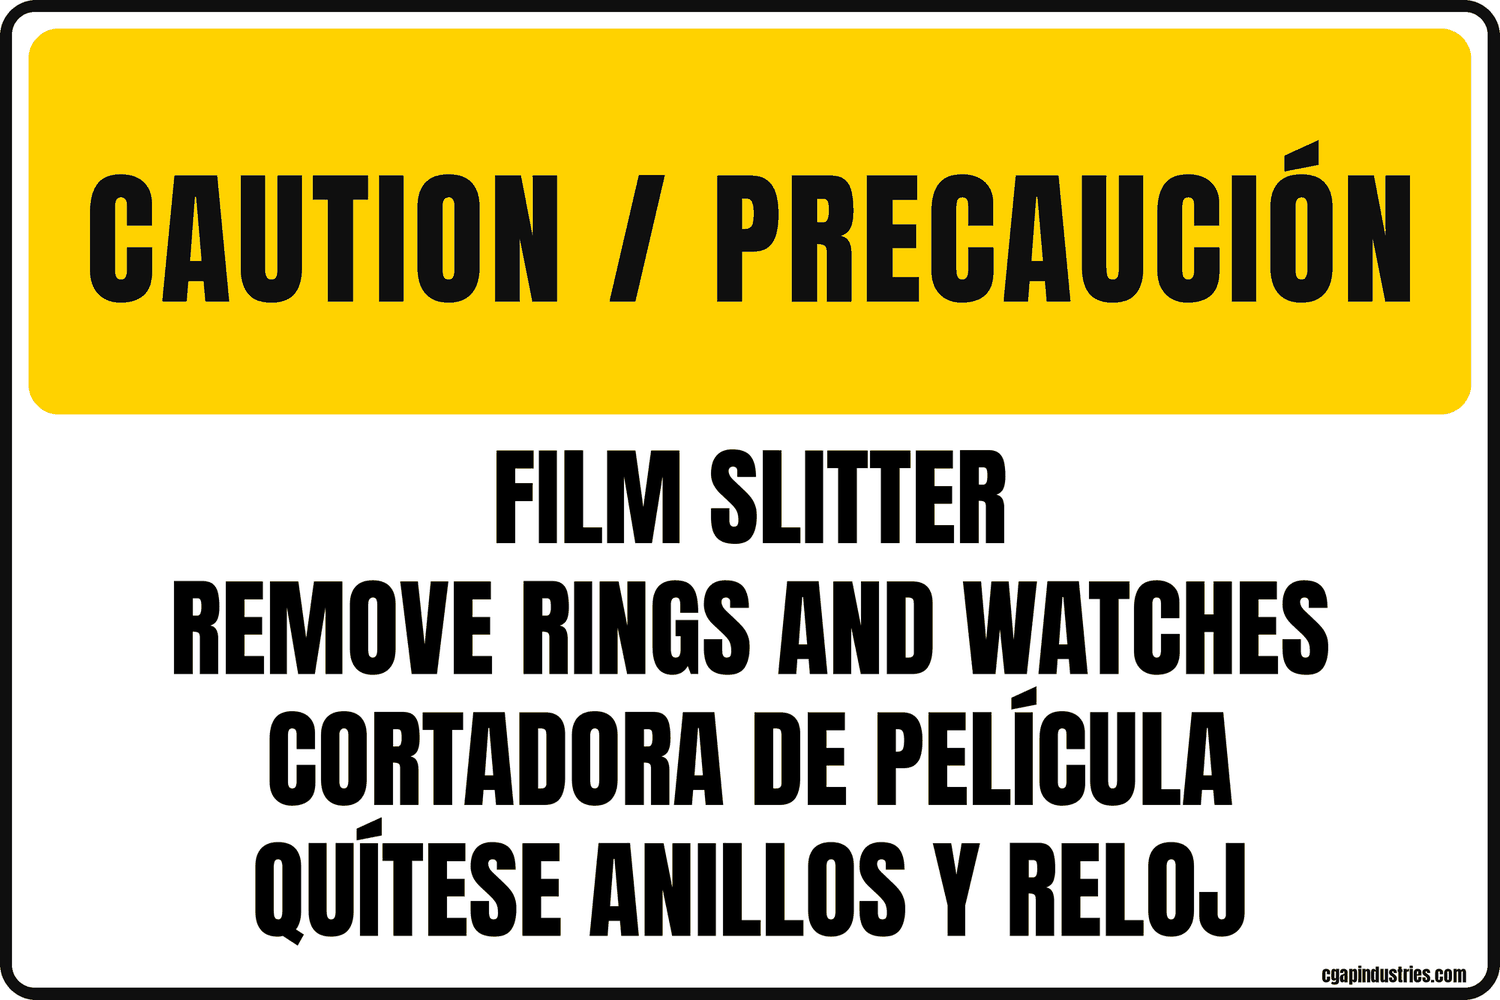 CAUTION / PRECAUCIÓN
FILM SLITTER
REMOVE RINGS AND WATCHES
CORTADORA DE PELÍCULA
QUÍTESE ANILLOS Y RELOJ
cgapindustries.com